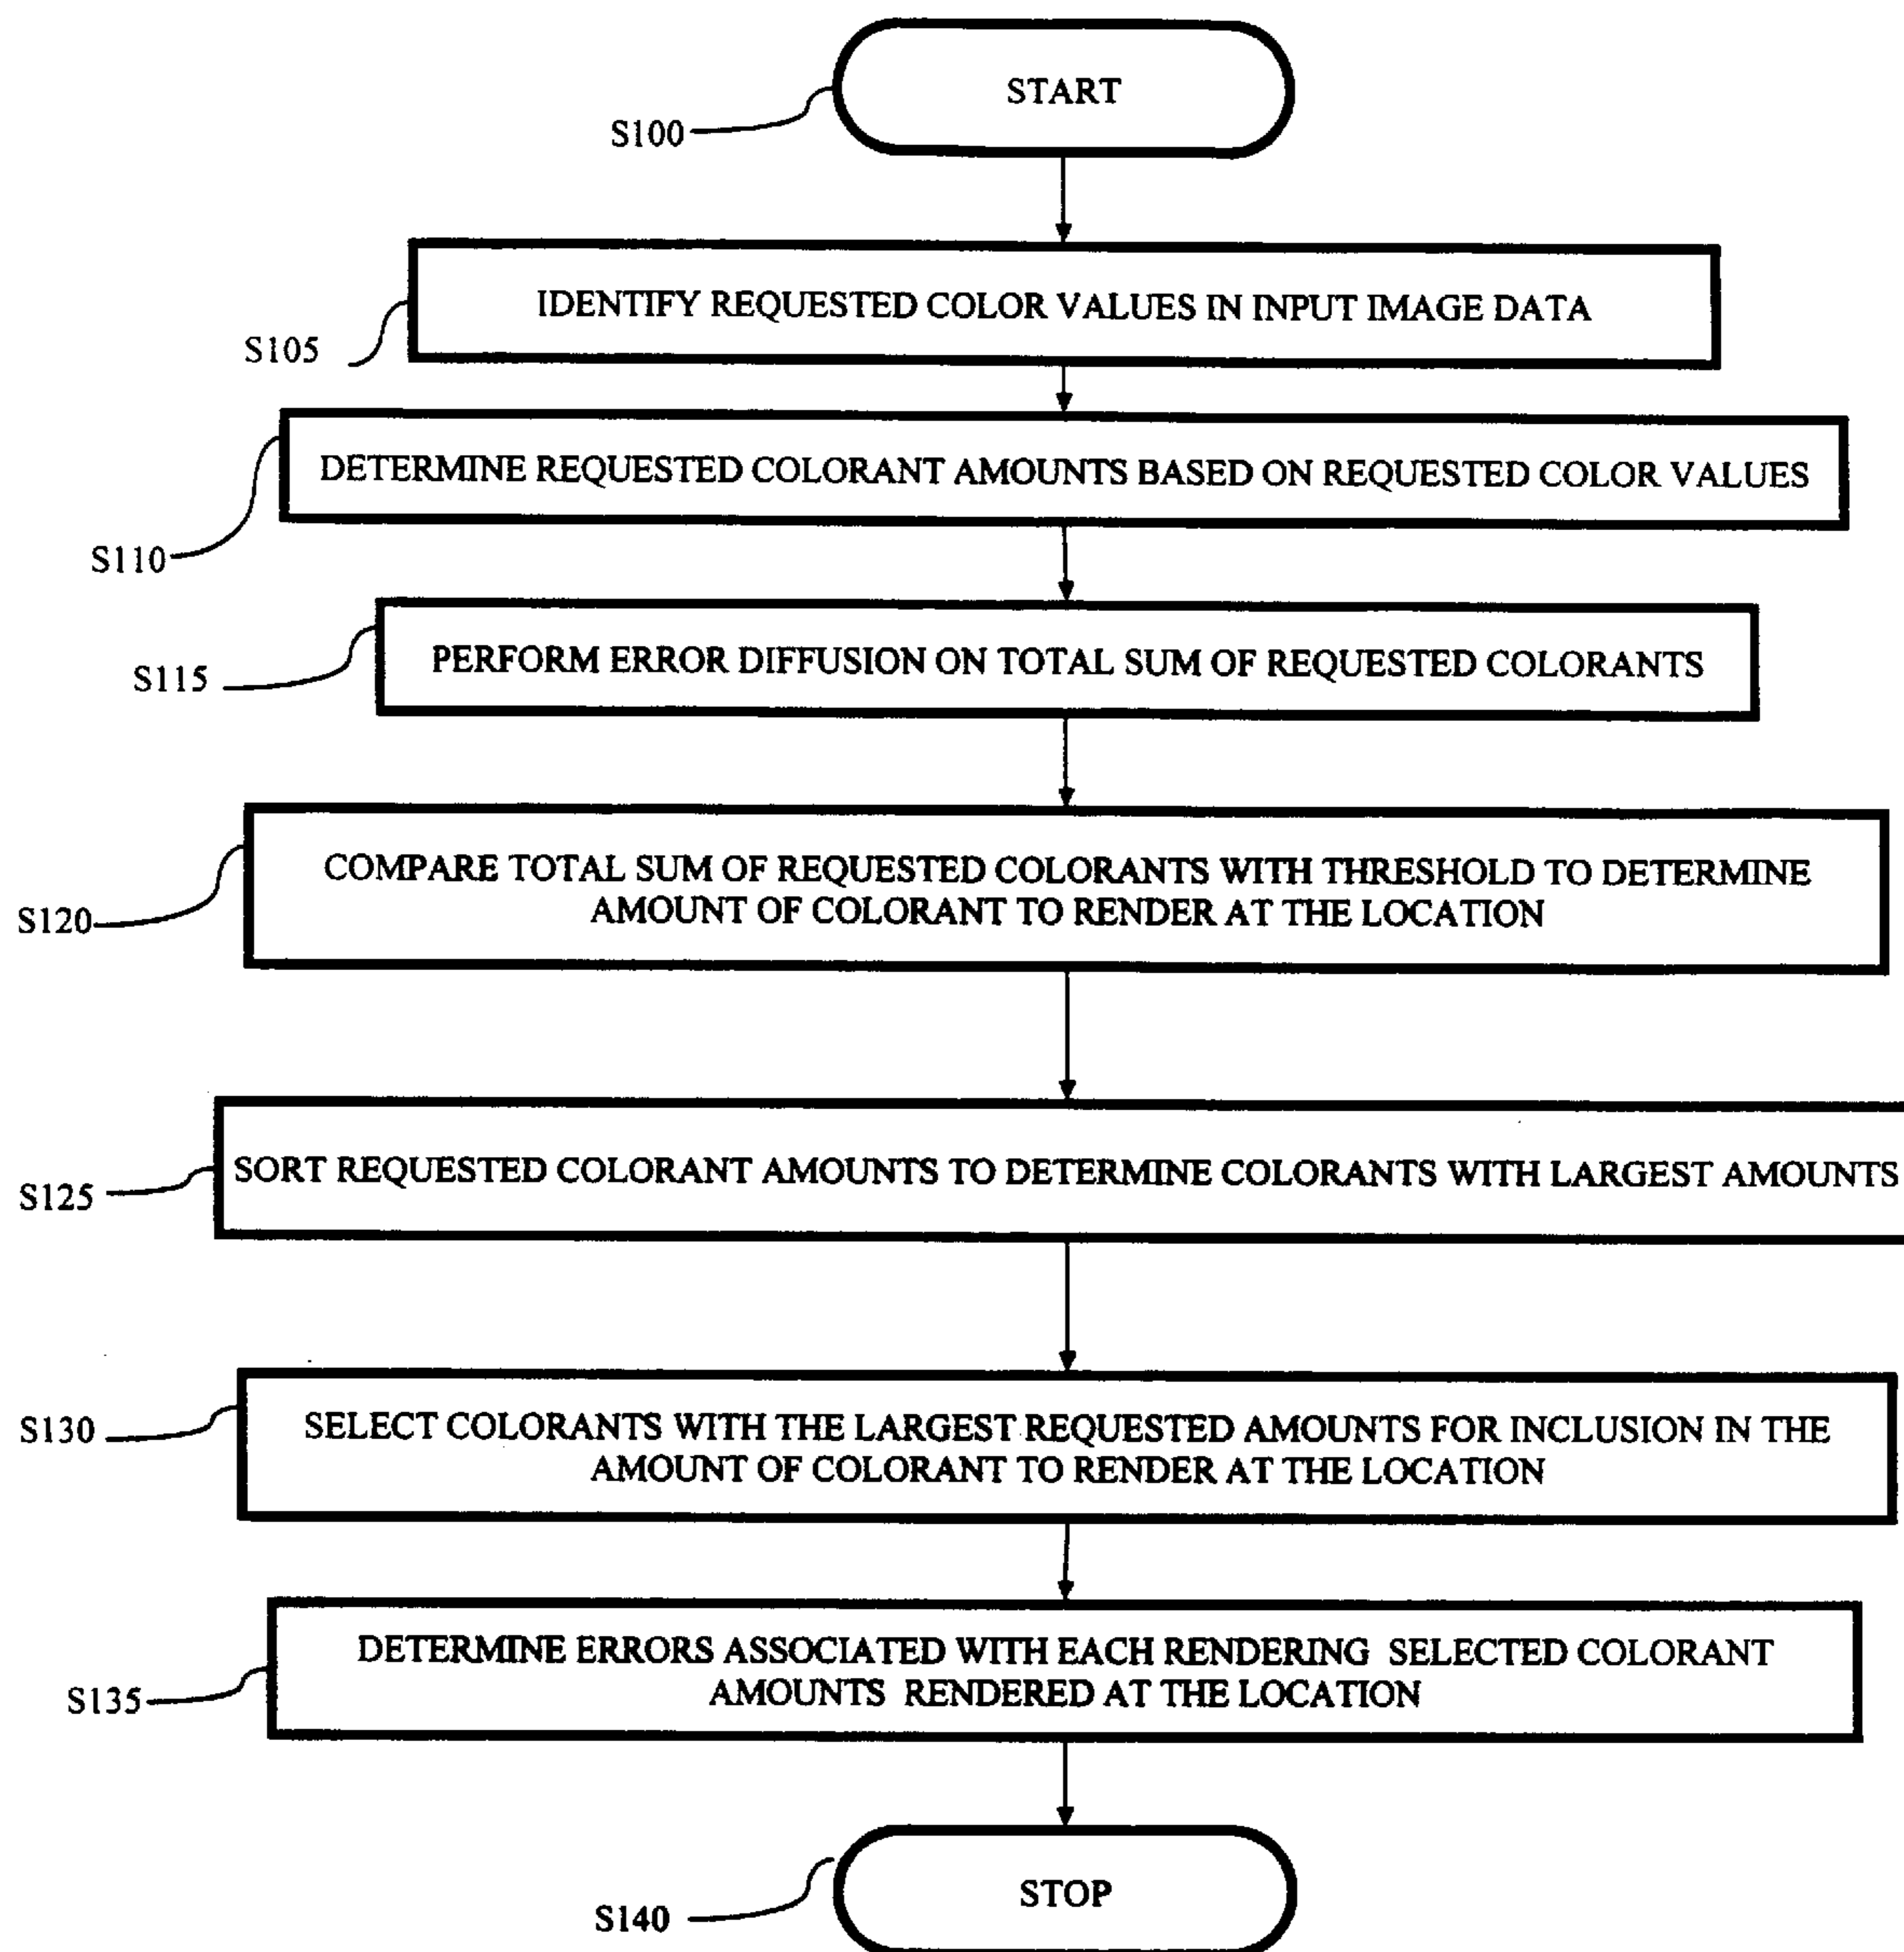 START
S100
IDENTIFY REQUESTED COLOR VALUES IN INPUT IMAGE DATA
S105
DETERMINE REQUESTED COLORANT AMOUNTS BASED ON REQUESTED COLOR VALUES
S110
PERFORM ERROR DIFFUSION ON TOTAL SUM OF REQUESTED COLORANTS
S115
COMPARE TOTAL SUM OF REQUESTED COLORANTS WITH THRESHOLD TO DETERMINE
AMOUNT OF COLORANT TO RENDER AT THE LOCATION
S120
SORT REQUESTED COLORANT AMOUNTS TO DETERMINE COLORANTS WITH LARGEST AMOUNTS
S125
SELECT COLORANTS WITH THE LARGEST REQUESTED AMOUNTS FOR INCLUSION IN THE
AMOUNT OF COLORANT TO RENDER AT THE LOCATION
S130
DETERMINE ERRORS ASSOCIATED WITH EACH RENDERING SELECTED COLORANT
AMOUNTS RENDERED AT THE LOCATION
S135
STOP
S140